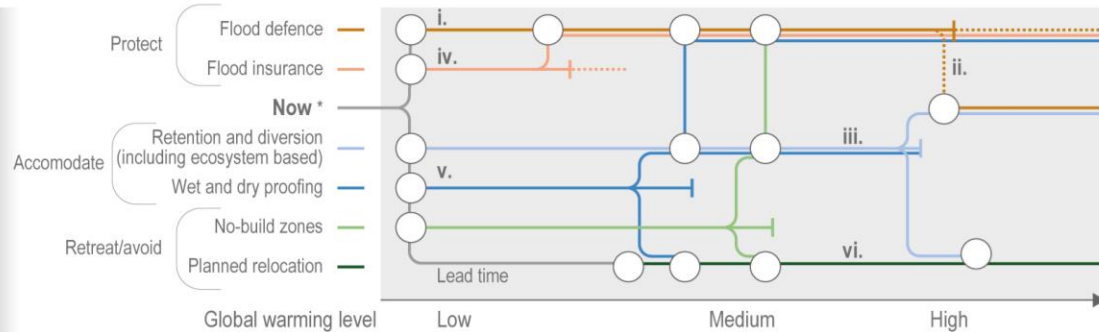 Protect
Flood defence
i.
Flood insurance
iv.
ii.
Now *
Accomodate
Retention and diversion
(including ecosystem based)
iii.
Wet and dry proofing
v.
Retreat/avoid
No-build zones
Planned relocation
vi.
Lead time
Global warming level Low Medium High